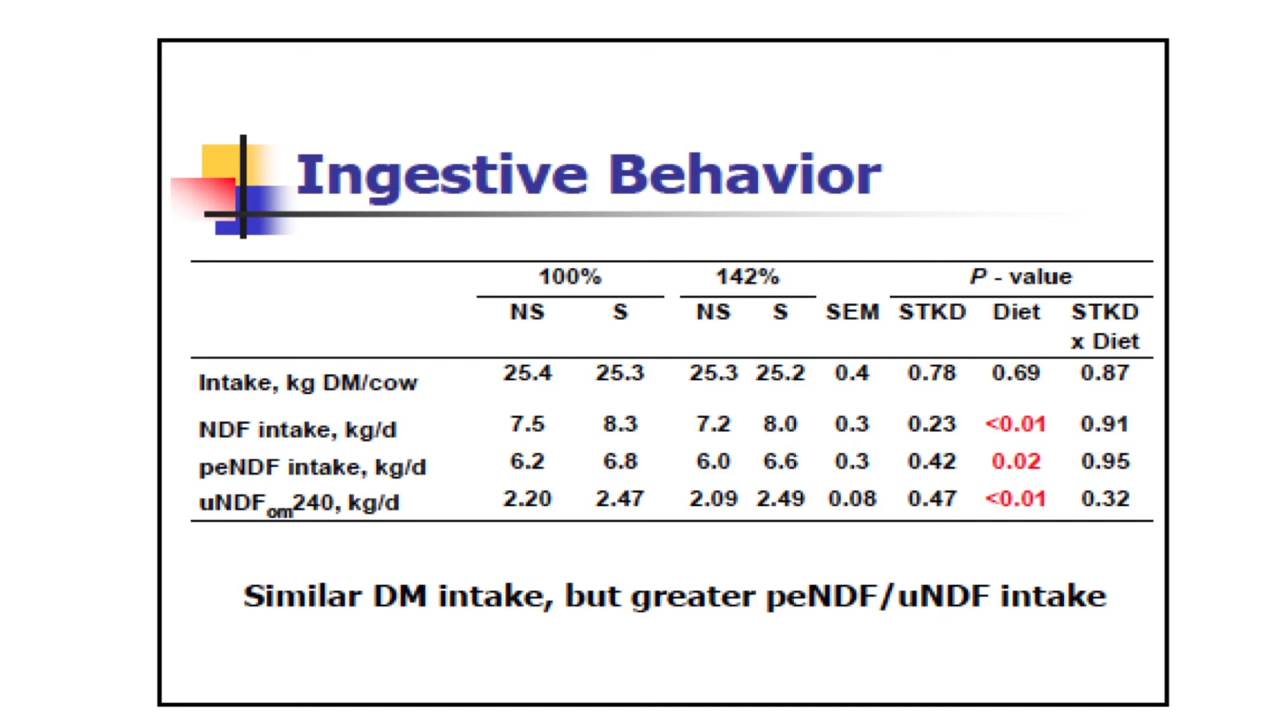 Ingestive Behavior
100% 142% P - value
NS S NS S SEM STKD Diet STKD
x Diet
Intake, kg DM/cow 25.4 25.3 25.3 25.2 0.4 0.78 0.69 0.87
NDF intake, kg/d 7.5 8.3 7.2 8.0 0.3 0.23 <0.01 0.91
peNDF intake, kg/d 6.2 6.8 6.0 6.6 0.3 0.42 0.02 0.95
uNDFom240, kg/d 2.20 2.47 2.09 2.49 0.08 0.47 <0.01 0.32
Similar DM intake, but greater peNDF/uNDF intake